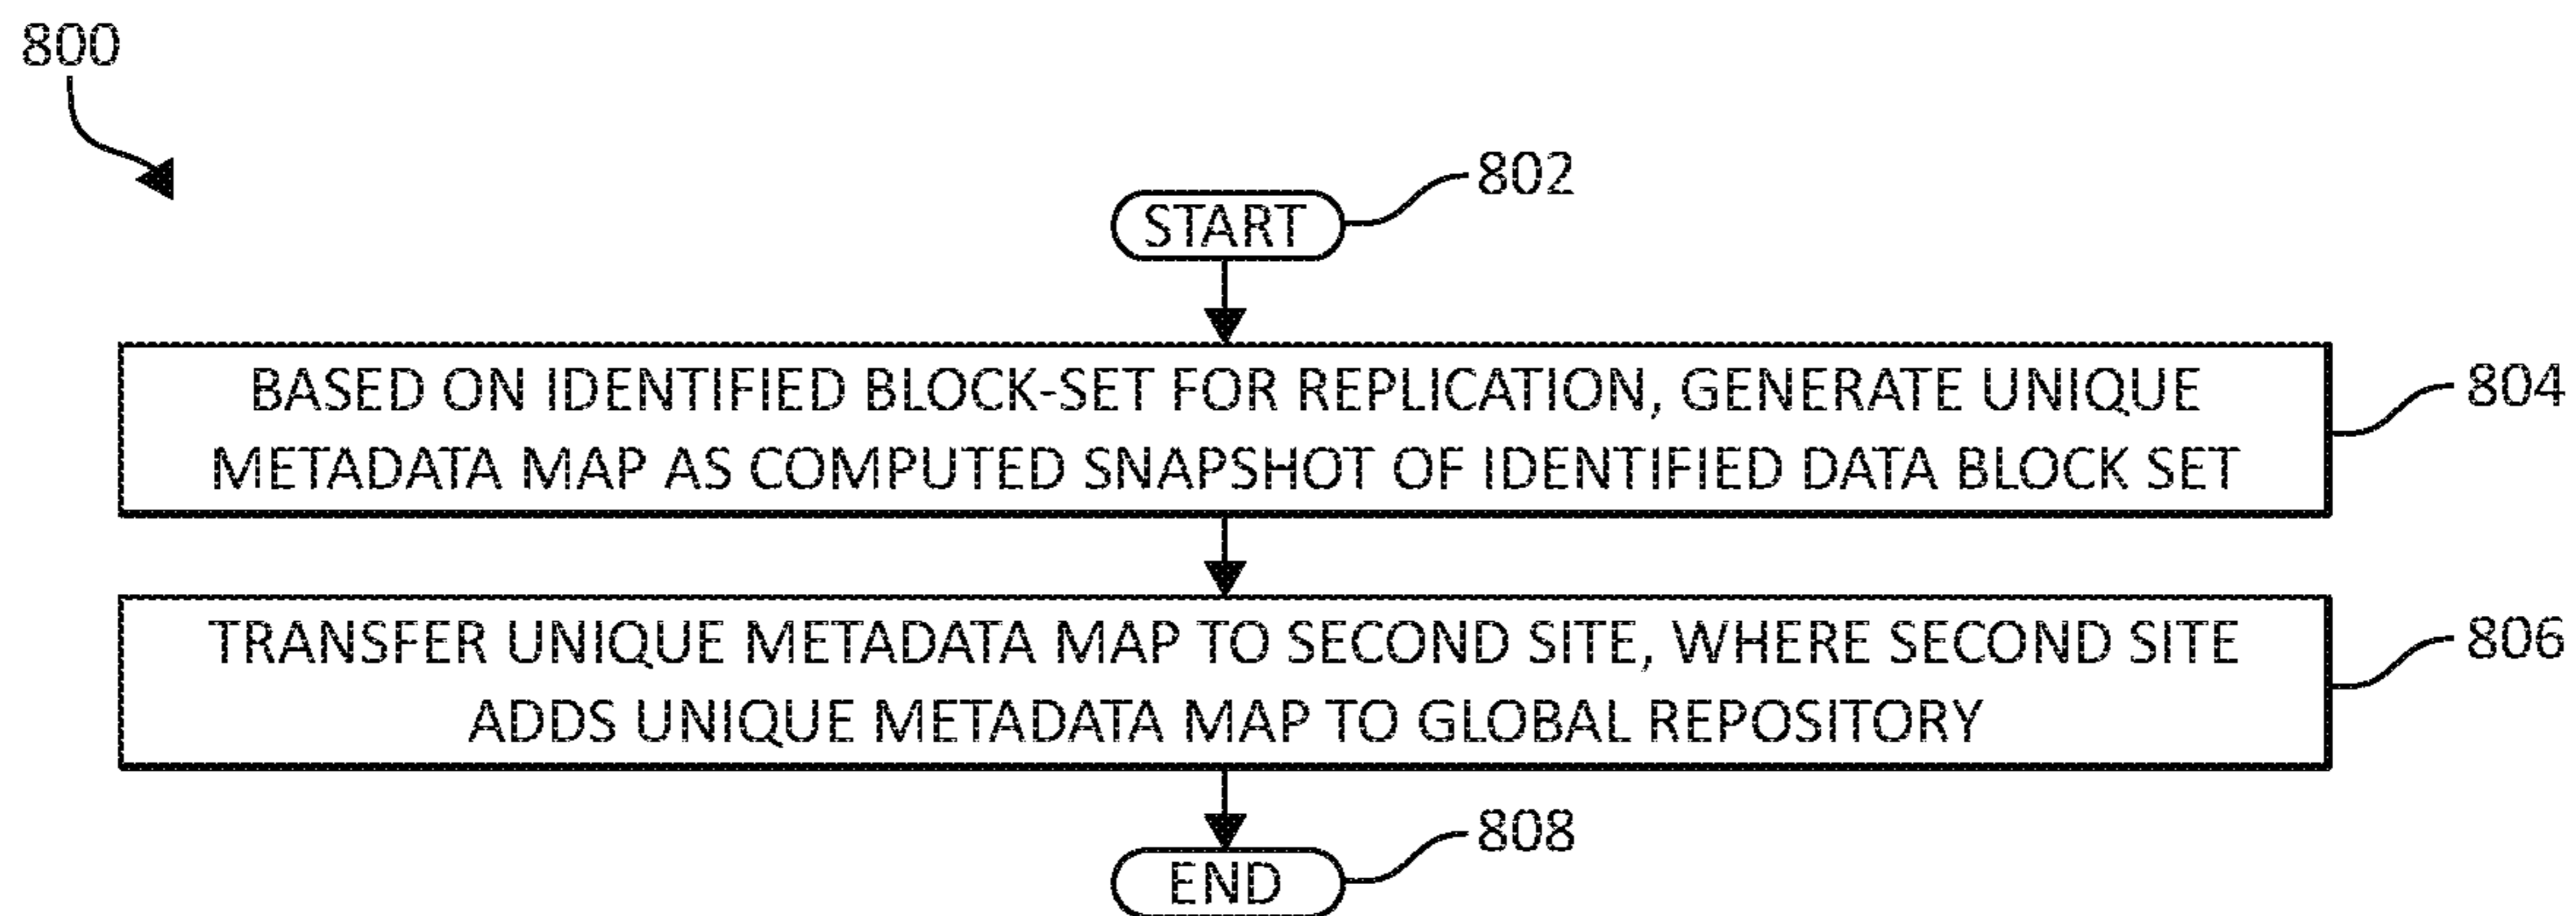 800
802
START
BASED ON IDENTIFIED BLOCK-SET FOR REPLICATION, GENERATE UNIQUE
METADATA MAP AS COMPUTED SNAPSHOT OF IDENTIFIED DATA BLOCK SET
804
TRANSFER UNIQUE METADATA MAP TO SECOND SITE, WHERE SECOND SITE
ADDS UNIQUE METADATA MAP TO GLOBAL REPOSITORY
806
808
END